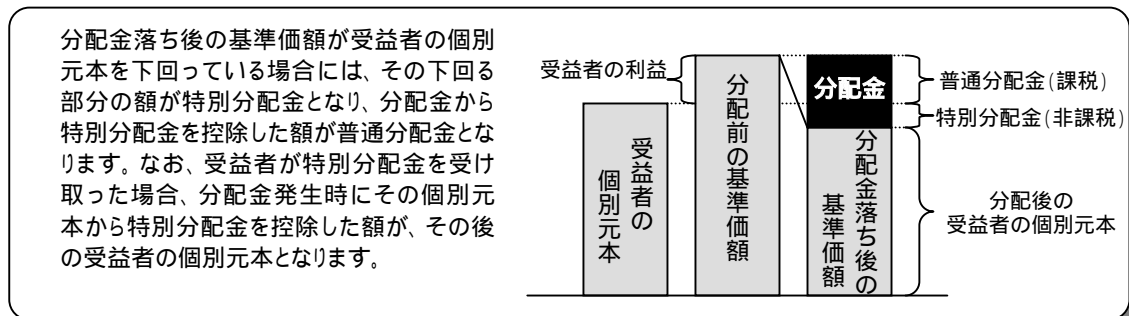 分配金落ち後の基準価額が受益者の個別
元本を下回っている場合には、その下回る
部分の額が特別分配金となり、分配金から
特別分配金を控除した額が普通分配金とな
ります。なお、受益者が特別分配金を受け
取った場合、分配金発生時にその個別元
本から特別分配金を控除した額が、その後
の受益者の個別元本となります。
受益者の利益
受益者の
個別元本
分配前の基準価額
分配金
分配金落ち後の
基準価額
普通分配金(課税)
特別分配金(非課税)
分配後の
受益者の個別元本